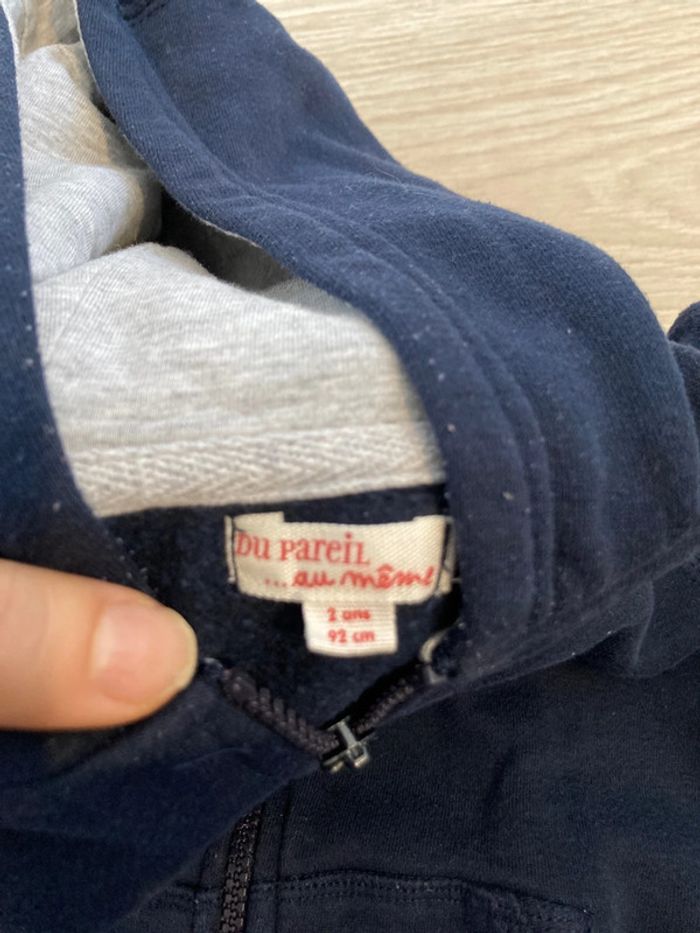 DU PAREIL
...au même
2 ans
92 cm